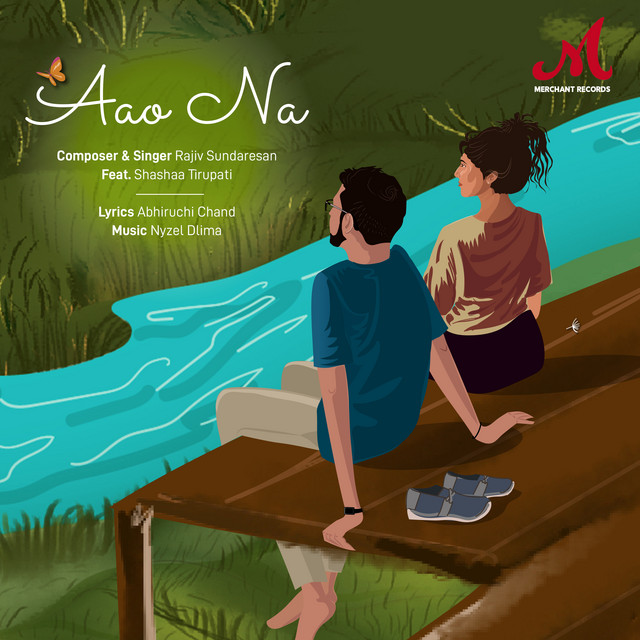 Aao Na
Composer & Singer Rajiv Sundaresan
Feat. Shashaa Tirupati
Lyrics Abhiruchi Chand
Music Nyzel Dlima
M
MERCHANT RECORDS